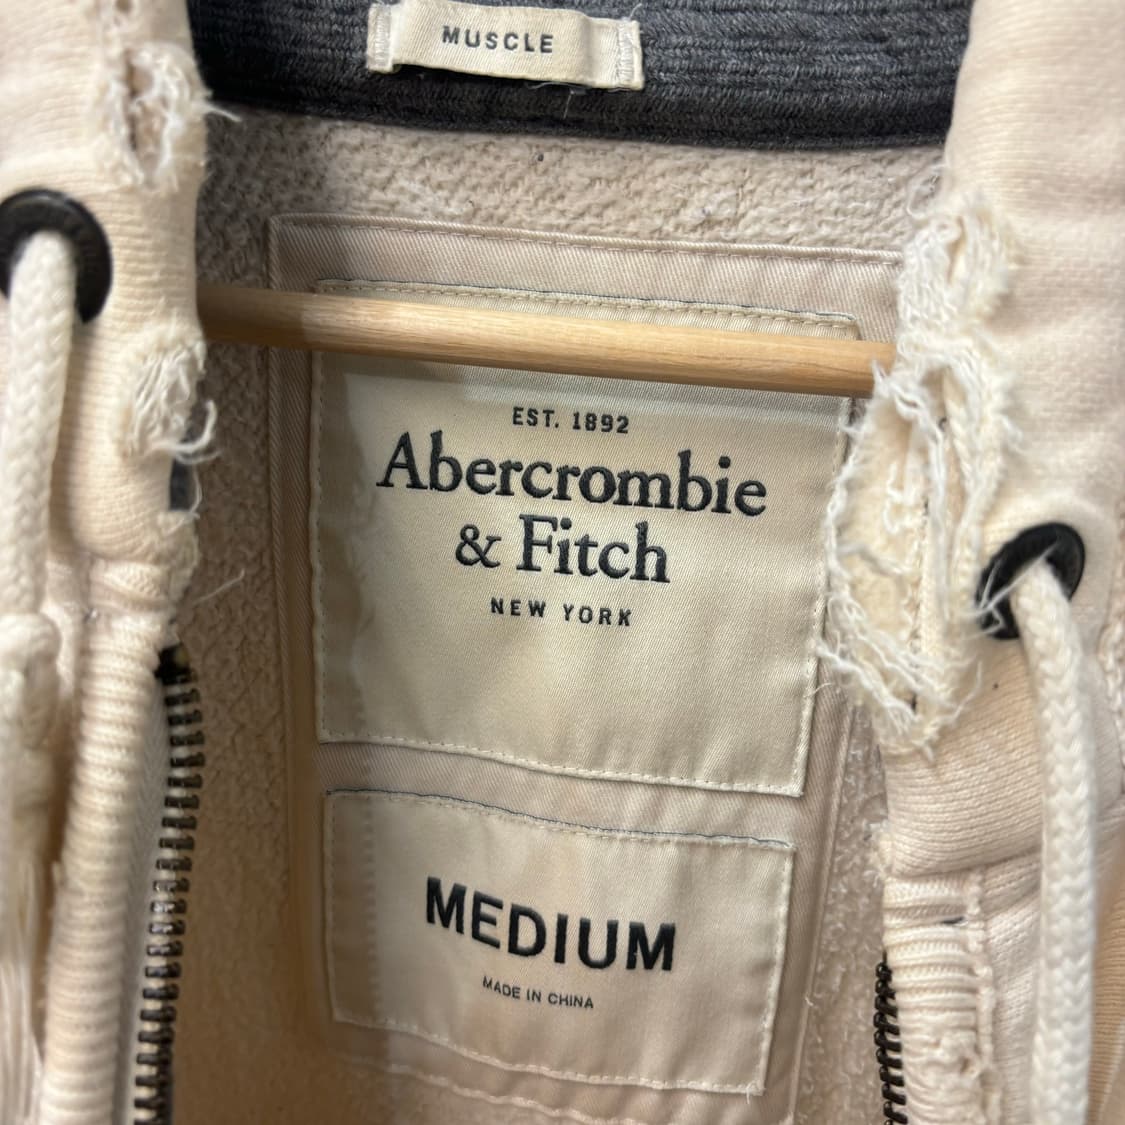 MUSCLE
EST. 1892
Abercrombie
& Fitch
NEW YORK
MEDIUM
MADE IN CHINA